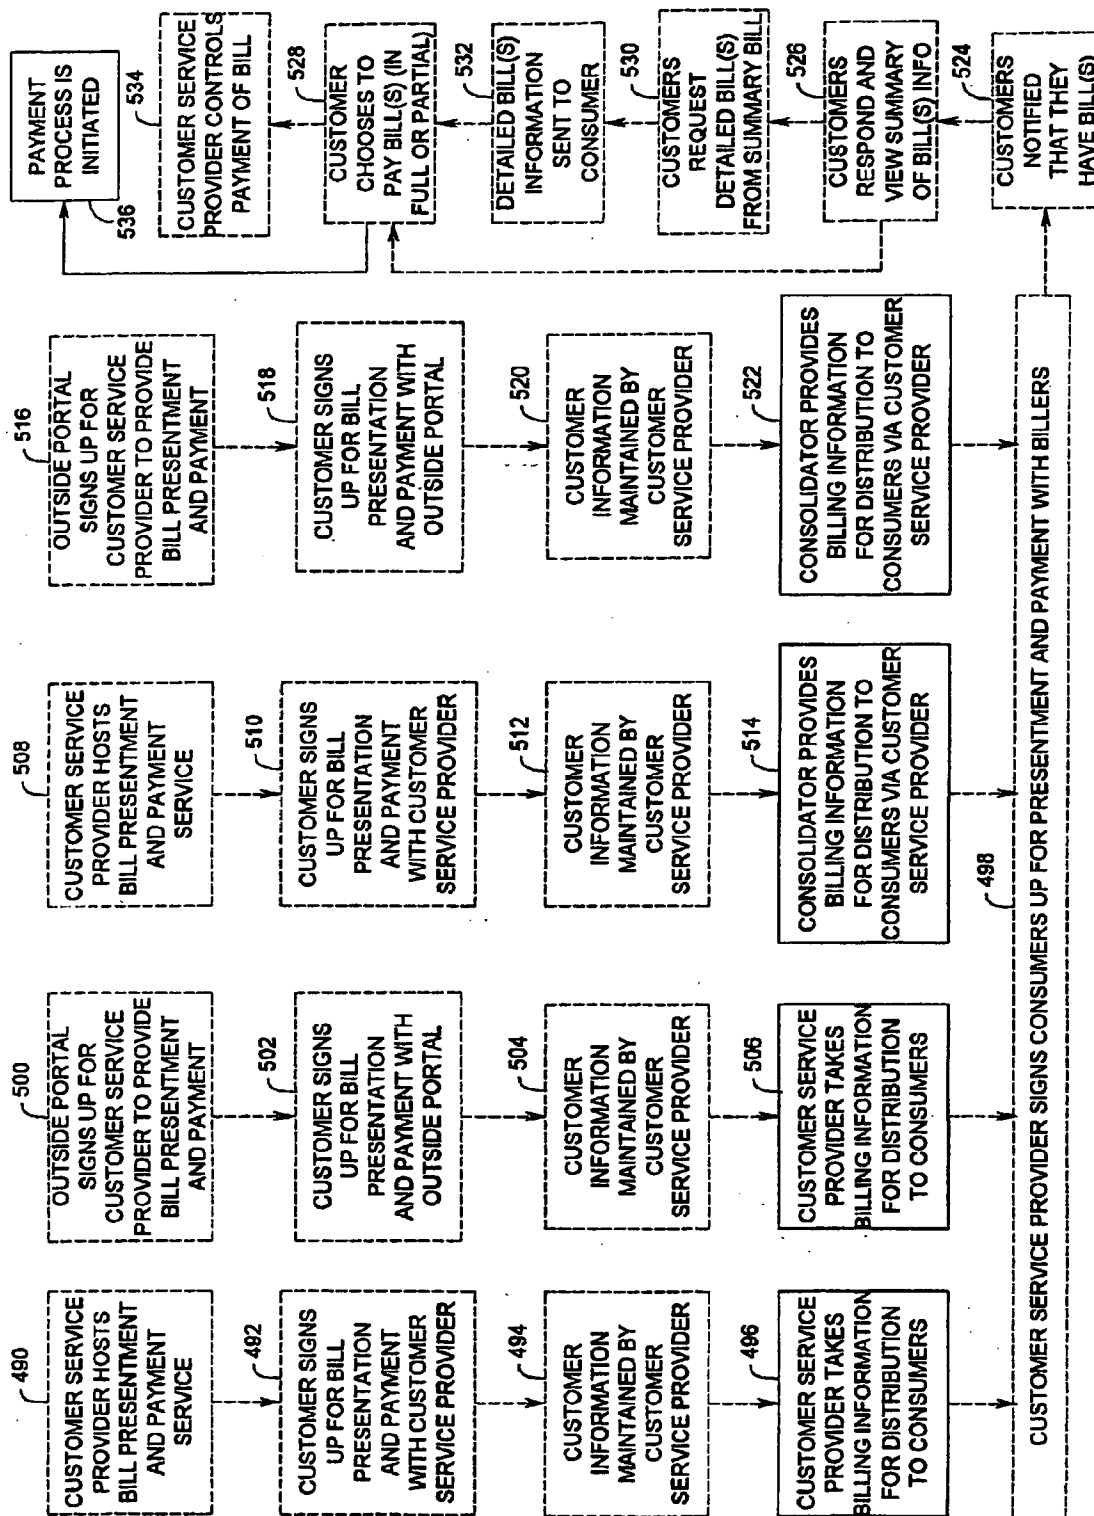 490
CUSTOMER SERVICE
PROVIDER HOSTS
BILL PRESENTMENT
AND PAYMENT
SERVICE
492
CUSTOMER SIGNS
UP FOR BILL
PRESENTATION
AND PAYMENT
WITH CUSTOMER
SERVICE PROVIDER
494
CUSTOMER
INFORMATION
MAINTAINED BY
CUSTOMER
SERVICE PROVIDER
496
CUSTOMER SERVICE
PROVIDER TAKES
BILLING INFORMATION
FOR DISTRIBUTION
TO CONSUMERS
500
OUTSIDE PORTAL
SIGNS UP FOR
CUSTOMER SERVICE
PROVIDER TO PROVIDE
BILL PRESENTMENT
AND PAYMENT
502
CUSTOMER SIGNS
UP FOR BILL
PRESENTATION
AND PAYMENT WITH
OUTSIDE PORTAL
504
CUSTOMER
INFORMATION
MAINTAINED BY
CUSTOMER
SERVICE PROVIDER
506
CUSTOMER SERVICE
PROVIDER TAKES
BILLING INFORMATION
FOR DISTRIBUTION
TO CONSUMERS
508
CUSTOMER SERVICE
PROVIDER HOSTS
BILL PRESENTMENT
AND PAYMENT
SERVICE
510
CUSTOMER SIGNS
UP FOR BILL
PRESENTATION
AND PAYMENT
WITH CUSTOMER
SERVICE PROVIDER
512
CUSTOMER
INFORMATION
MAINTAINED BY
CUSTOMER
SERVICE PROVIDER
514
CONSOLIDATOR PROVIDES
BILLING INFORMATION
FOR DISTRIBUTION TO
CONSUMERS VIA CUSTOMER
SERVICE PROVIDER
516
OUTSIDE PORTAL
SIGNS UP FOR
CUSTOMER SERVICE
PROVIDER TO PROVIDE
BILL PRESENTMENT
AND PAYMENT
518
CUSTOMER SIGNS
UP FOR BILL
PRESENTATION
AND PAYMENT WITH
OUTSIDE PORTAL
520
CUSTOMER
INFORMATION
MAINTAINED BY
CUSTOMER
SERVICE PROVIDER
522
CONSOLIDATOR PROVIDES
BILLING INFORMATION
FOR DISTRIBUTION TO
CONSUMERS VIA CUSTOMER
SERVICE PROVIDER
498
CUSTOMER SERVICE PROVIDER SIGNS CONSUMERS UP FOR PRESENTMENT AND PAYMENT WITH BILLERS
524
CUSTOMERS
NOTIFIED
THAT THEY
HAVE BILL(S)
526
CUSTOMERS
RESPOND AND
VIEW SUMMARY
OF BILL(S) INFO
530
CUSTOMERS
REQUEST
DETAILED BILL(S)
FROM SUMMARY BILL
532
DETAILED BILL(S)
INFORMATION
SENT TO
CONSUMER
528
CUSTOMER
CHOOSES TO
PAY BILL(S) (IN
FULL OR PARTIAL)
534
CUSTOMER SERVICE
PROVIDER CONTROLS
PAYMENT OF BILL
536
PAYMENT
PROCESS IS
INITIATED